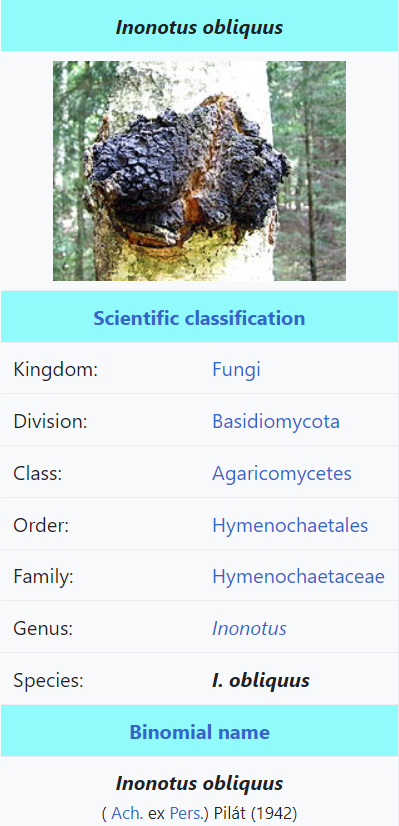 Inonotus obliquus
Scientific classification
Kingdom: Fungi
Division: Basidiomycota
Class: Agaricomycetes
Order: Hymenochaetales
Family: Hymenochaetaceae
Genus: Inonotus
Species: I. obliquus
Binomial name
Inonotus obliquus
( Ach. ex Pers.) Pilát (1942)